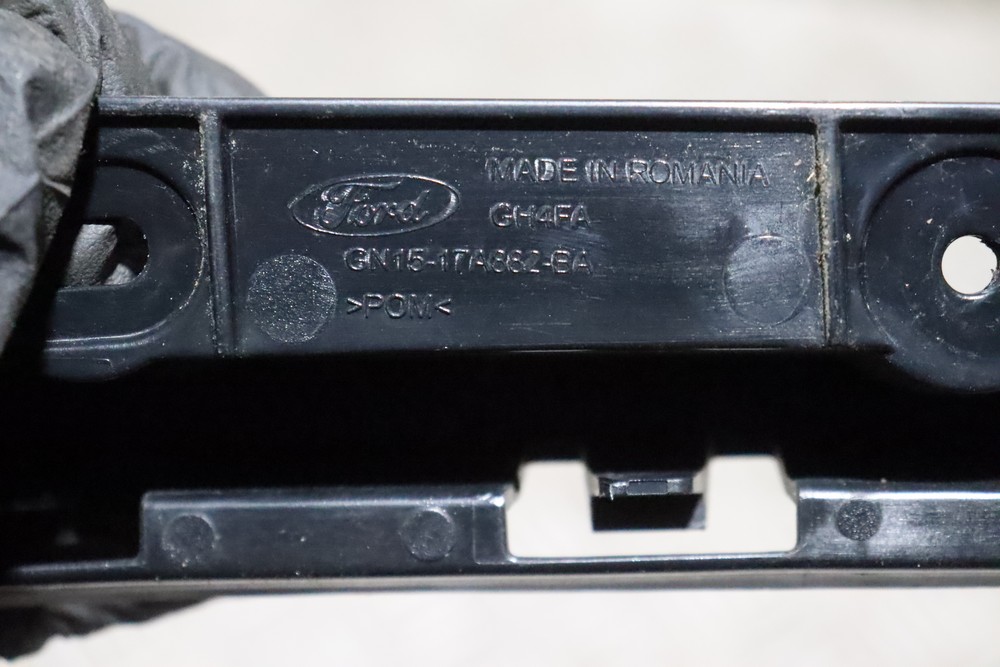 MADE IN ROMANIA
Ford
GH4FA
GN15-17A882-BA
>POM<